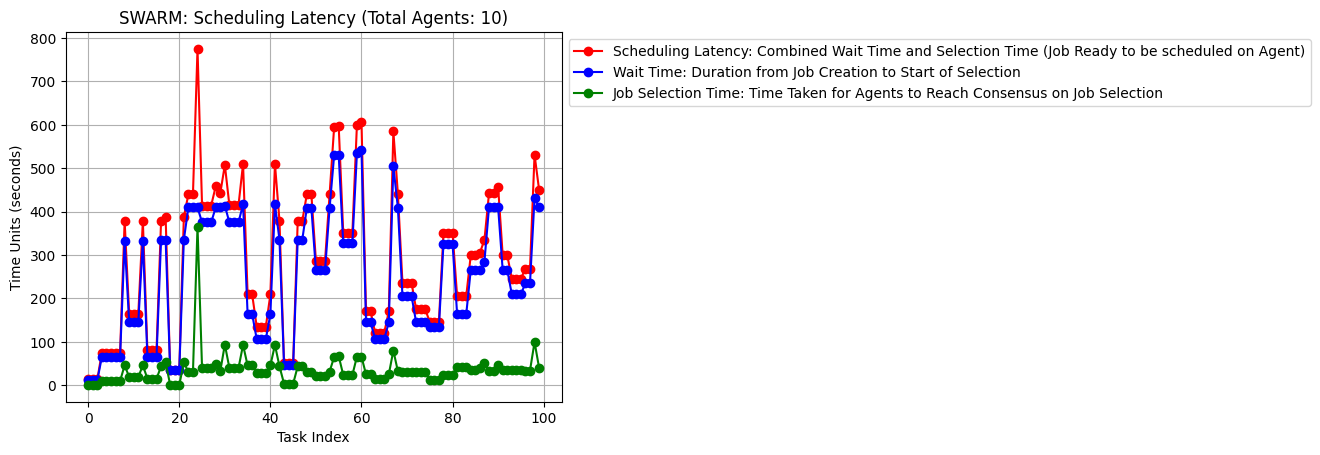 SWARM: Scheduling Latency (Total Agents: 10)
Scheduling Latency: Combined Wait Time and Selection Time (Job Ready to be scheduled on Agent)
Wait Time: Duration from Job Creation to Start of Selection
Job Selection Time: Time Taken for Agents to Reach Consensus on Job Selection
Time Units (seconds)
800
700
600
500
400
300
200
100
0
0 20 40 60 80 100
Task Index